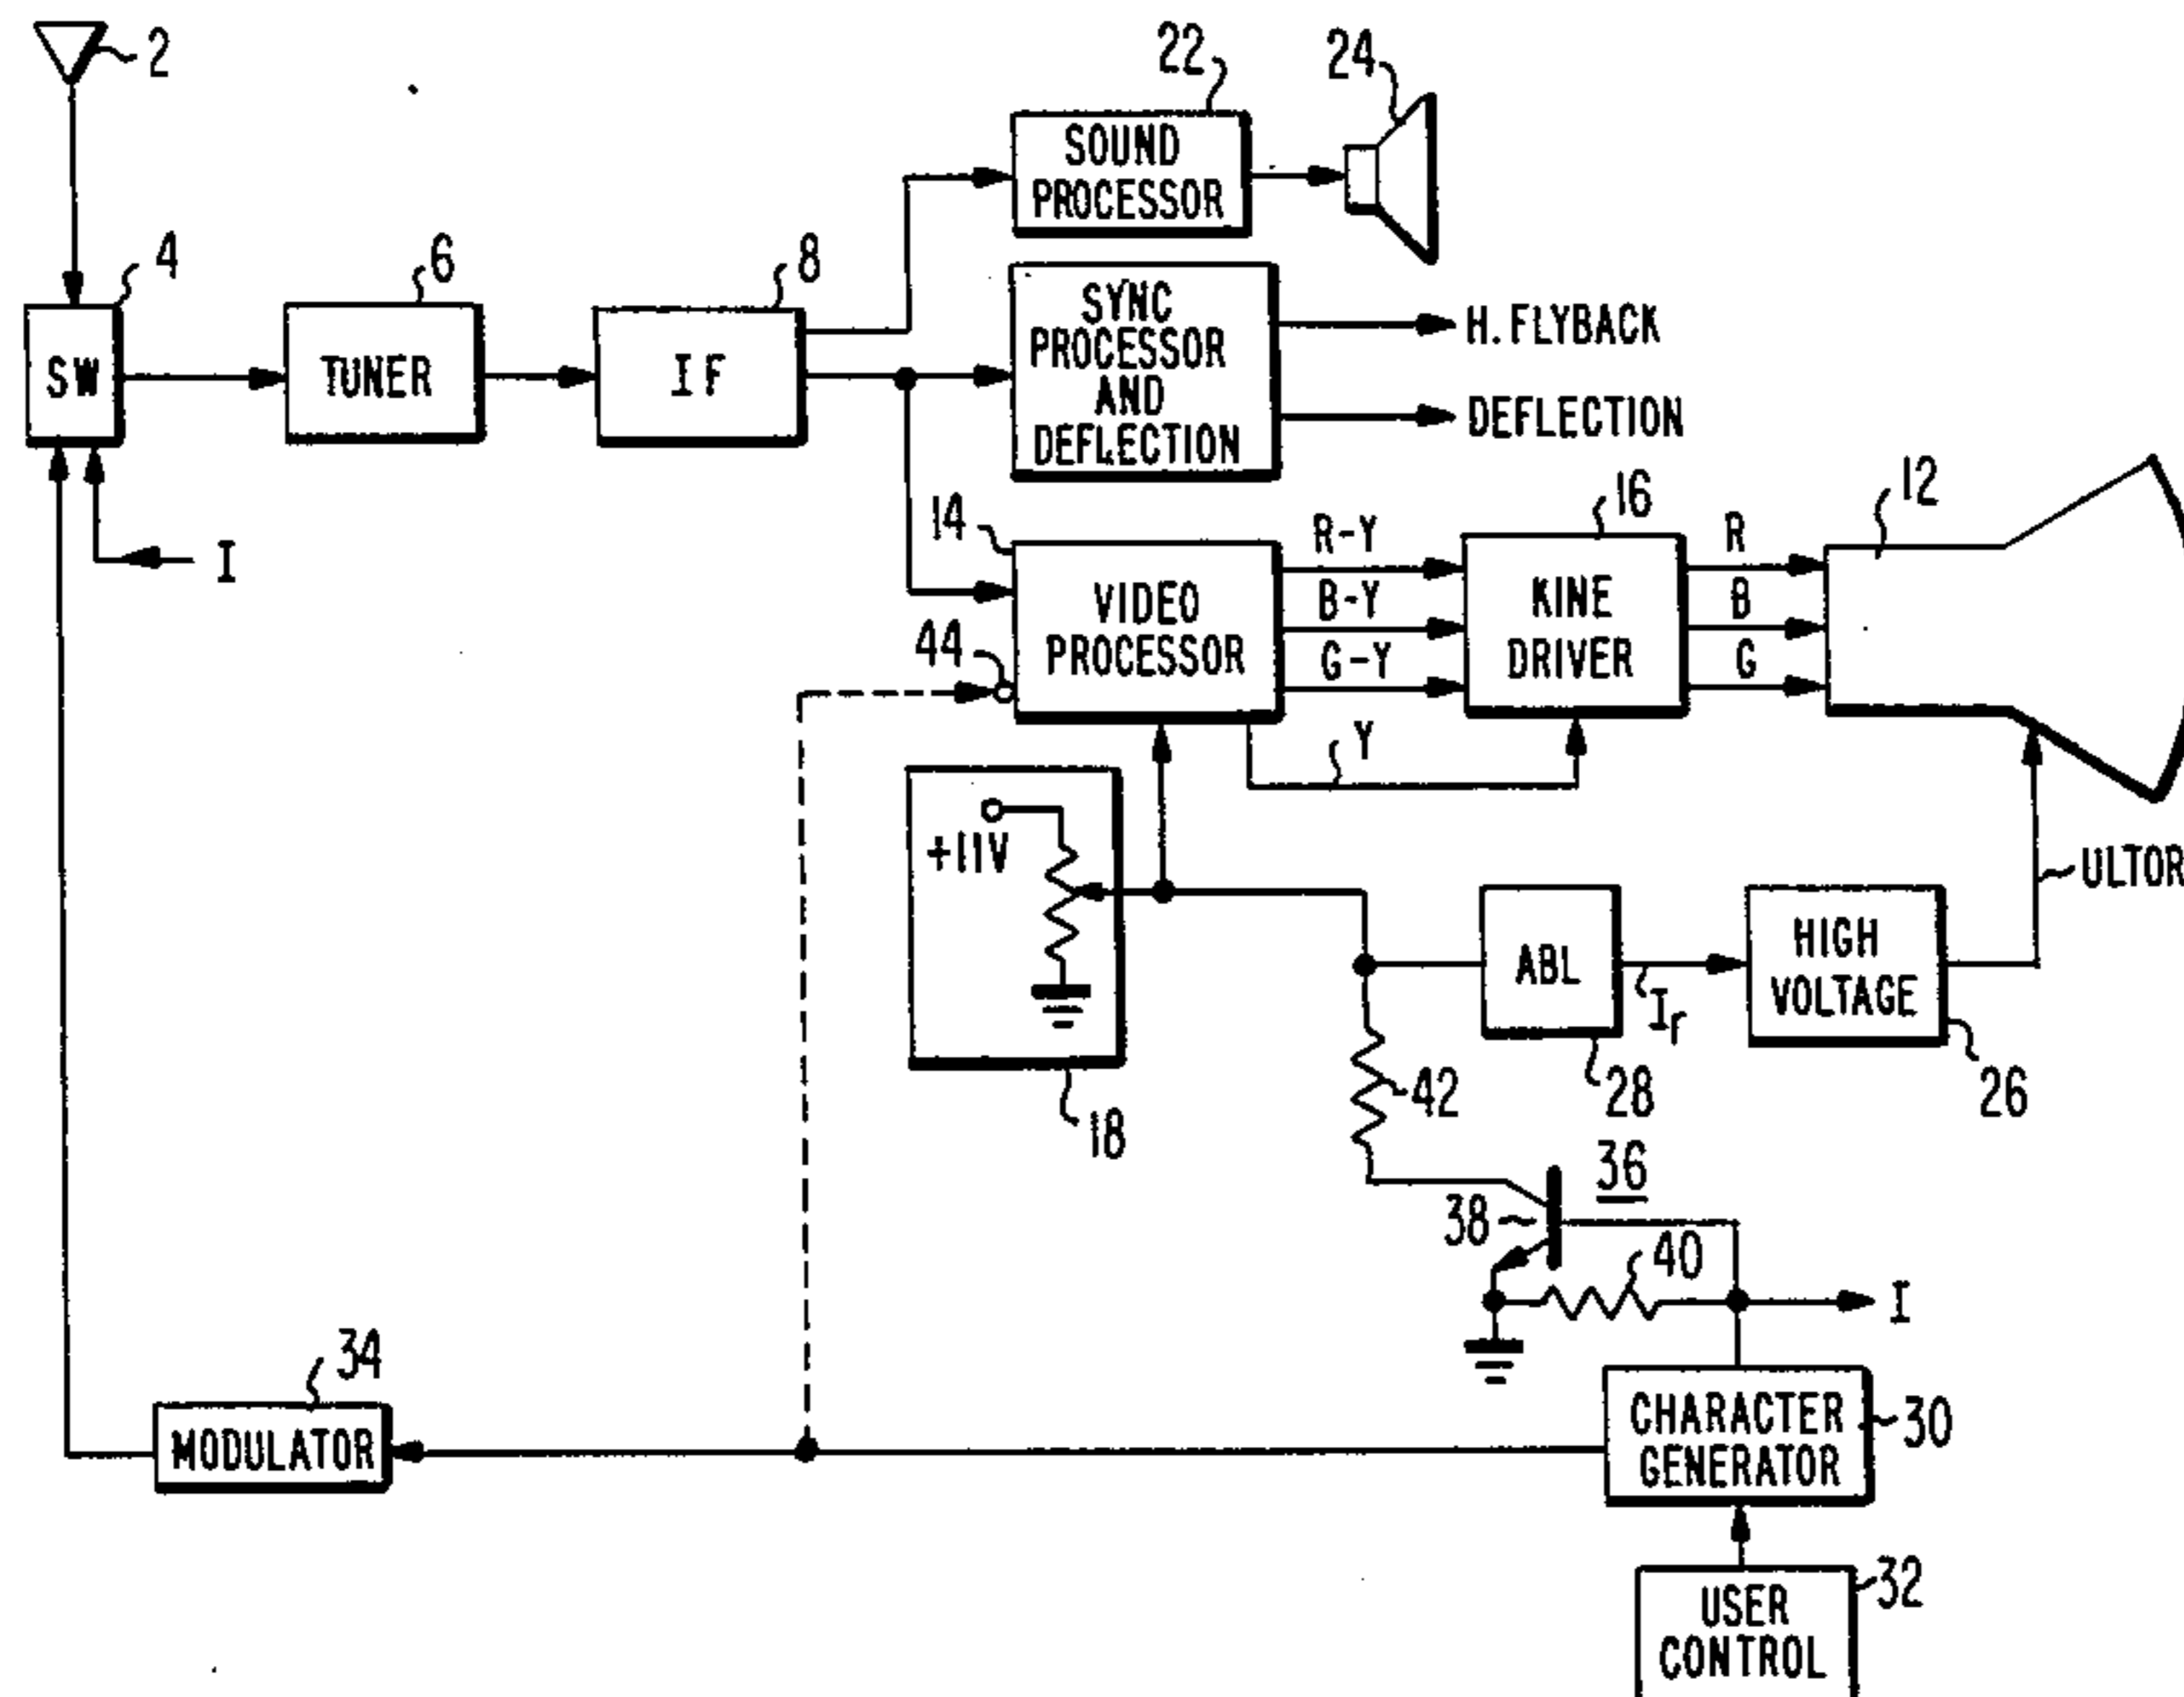 2
22
24
SOUND
PROCESSOR
4
6
8
SW
TUNER
IF
SYNC
PROCESSOR
AND
DEFLECTION
H. FLYBACK
DEFLECTION
I
14
R-Y
B-Y
G-Y
Y
VIDEO
PROCESSOR
44
16
KINE
DRIVER
R
B
G
12
+11V
18
ABL
28
Ir
HIGH
VOLTAGE
26
ULTOR
42
36
38
40
I
34
MODULATOR
CHARACTER
GENERATOR
30
USER
CONTROL
32